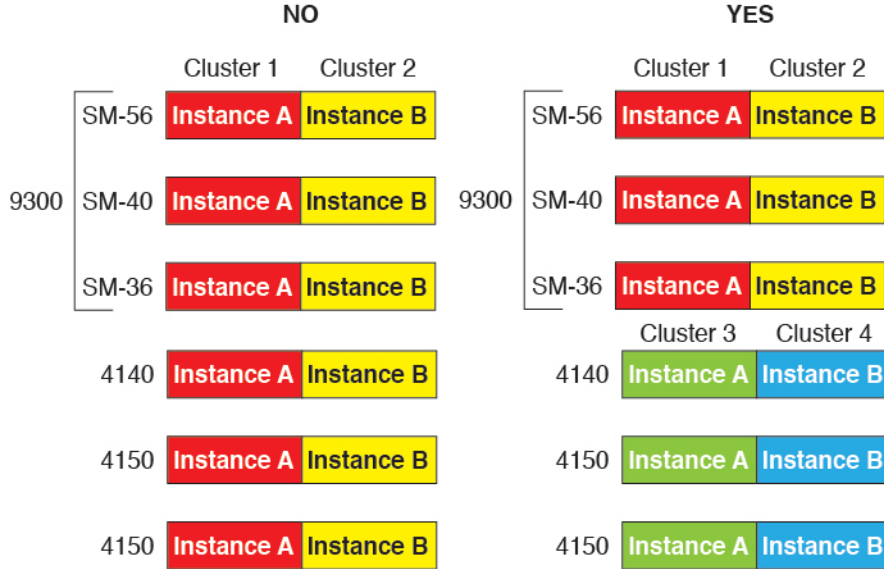 NO YES
Cluster 1 Cluster 2 Cluster 1 Cluster 2
SM-56 Instance A Instance B SM-56 Instance A Instance B
9300 SM-40 Instance A Instance B 9300 SM-40 Instance A Instance B
SM-36 Instance A Instance B SM-36 Instance A Instance B
Cluster 3 Cluster 4
4140 Instance A Instance B 4140 Instance A Instance B
4150 Instance A Instance B 4150 Instance A Instance B
4150 Instance A Instance B 4150 Instance A Instance B